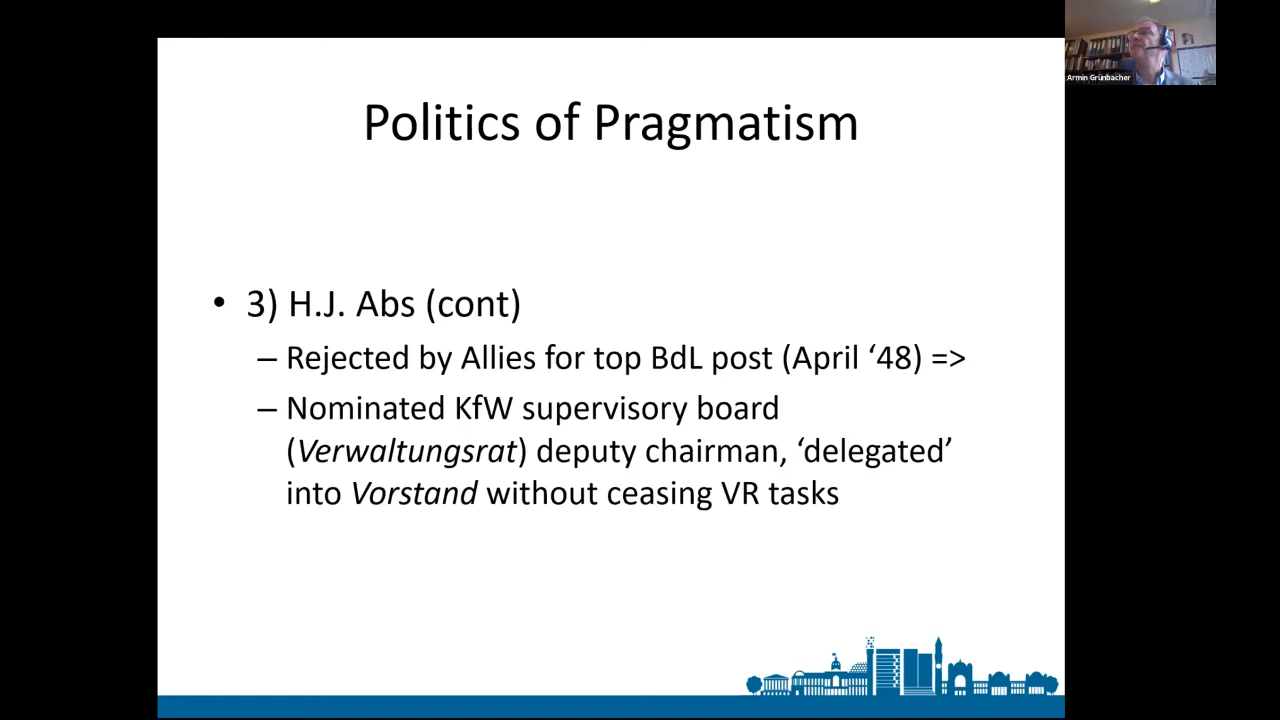 Armin Grünbacher
Politics of Pragmatism
• 3) H.J. Abs (cont)
– Rejected by Allies for top BdL post (April ‘48) =>
– Nominated KfW supervisory board
(Verwaltungsrat) deputy chairman, ‘delegated’
into Vorstand without ceasing VR tasks